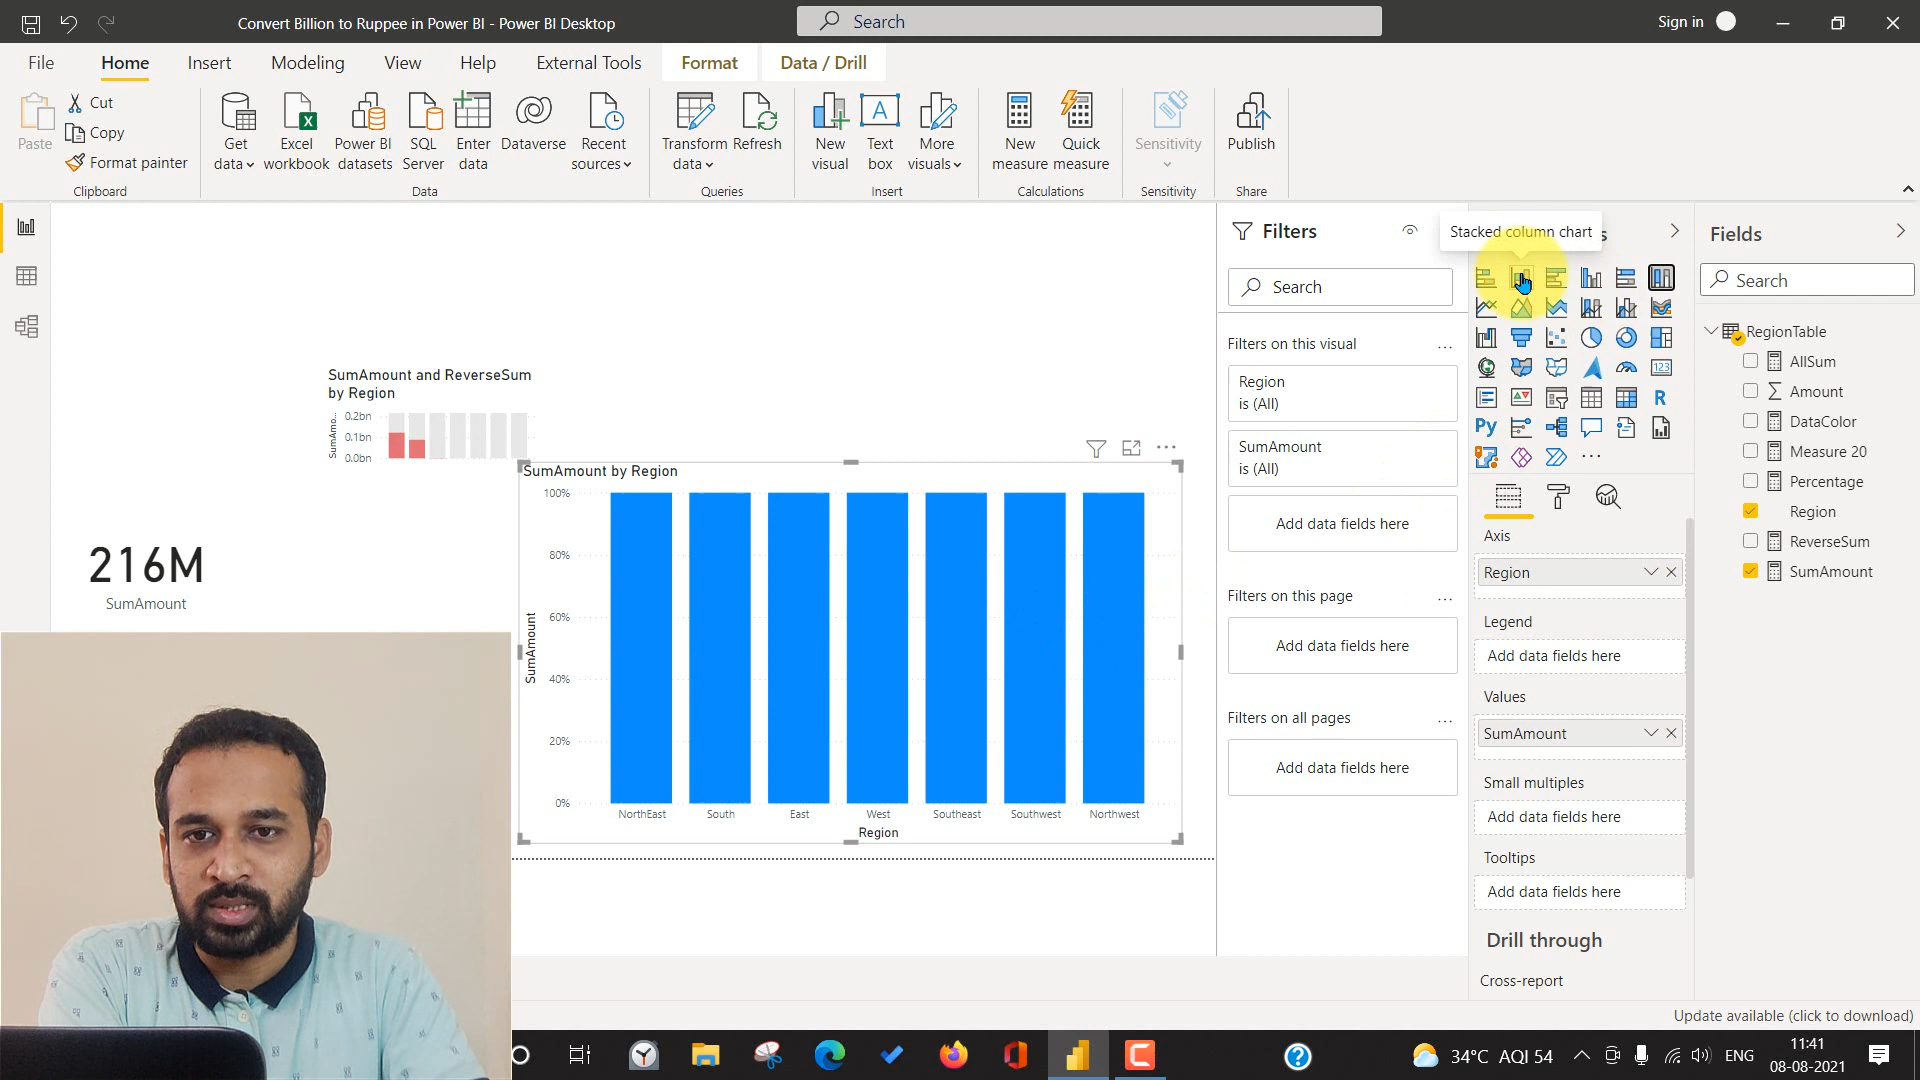 Convert Billion to Ruppee in Power BI - Power BI Desktop
Search
Sign in
File
Home
Insert
Modeling
View
Help
External Tools
Format
Data / Drill
Paste
Cut
Copy
Format painter
Clipboard
Get data
Excel workbook
Power BI datasets
SQL Server
Enter data
Dataverse
Recent sources
Data
Transform data
Refresh
Queries
New visual
Text box
More visuals
Insert
New measure
Quick measure
Calculations
Sensitivity
Sensitivity
Publish
Share
SumAmount and ReverseSum
by Region
SumAmo...
0.2bn
0.1bn
0.0bn
216M
SumAmount
SumAmount by Region
100%
80%
60%
40%
20%
0%
SumAmount
NorthEast
South
East
West
Southeast
Southwest
Northwest
Region
Filters
Search
Filters on this visual
...
Region
is (All)
SumAmount
is (All)
Add data fields here
Filters on this page
...
Add data fields here
Filters on all pages
...
Add data fields here
Stacked column chart
s
123
R
Py
...
Axis
Region
Legend
Add data fields here
Values
SumAmount
Small multiples
Add data fields here
Tooltips
Add data fields here
Drill through
Cross-report
Fields
Search
RegionTable
AllSum
Amount
DataColor
Measure 20
Percentage
Region
ReverseSum
SumAmount
Update available (click to download)
34°C AQI 54
ENG
11:41
08-08-2021